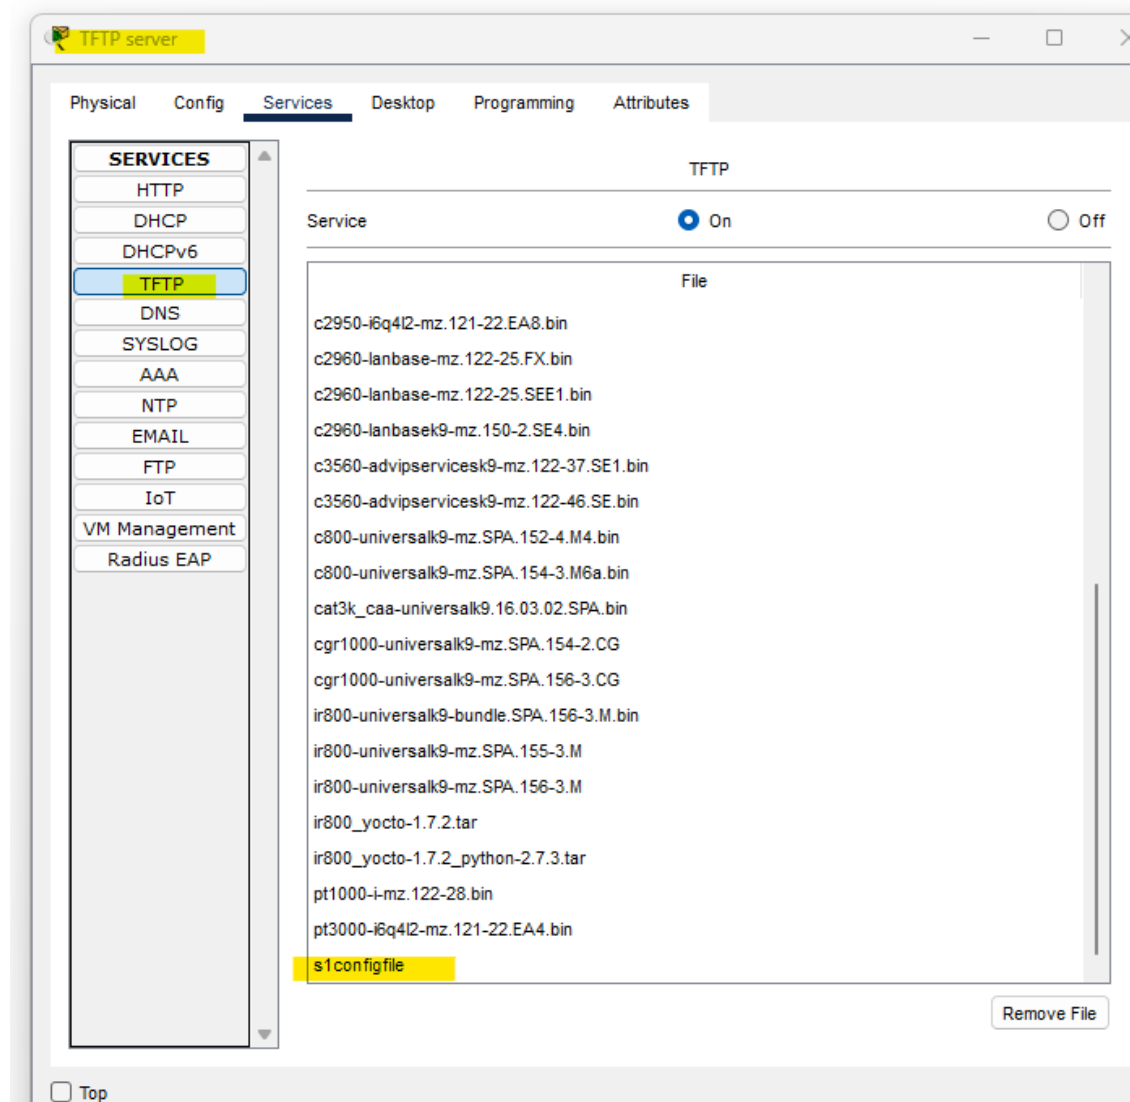 TFTP server
Physical Config Services Desktop Programming Attributes
SERVICES
HTTP
DHCP
DHCPv6
TFTP
DNS
SYSLOG
AAA
NTP
EMAIL
FTP
IoT
VM Management
Radius EAP
TFTP
Service On Off
File
c2950-i6q4l2-mz.121-22.EA8.bin
c2960-lanbase-mz.122-25.FX.bin
c2960-lanbase-mz.122-25.SEE1.bin
c2960-lanbasek9-mz.150-2.SE4.bin
c3560-advipservicesk9-mz.122-37.SE1.bin
c3560-advipservicesk9-mz.122-46.SE.bin
c800-universalk9-mz.SPA.152-4.M4.bin
c800-universalk9-mz.SPA.154-3.M6a.bin
cat3k_caa-universalk9.16.03.02.SPA.bin
cgr1000-universalk9-mz.SPA.154-2.CG
cgr1000-universalk9-mz.SPA.156-3.CG
ir800-universalk9-bundle.SPA.156-3.M.bin
ir800-universalk9-mz.SPA.155-3.M
ir800-universalk9-mz.SPA.156-3.M
ir800_yocto-1.7.2.tar
ir800_yocto-1.7.2_python-2.7.3.tar
pt1000-i-mz.122-28.bin
pt3000-i6q4l2-mz.121-22.EA4.bin
s1configfile
Remove File
Top